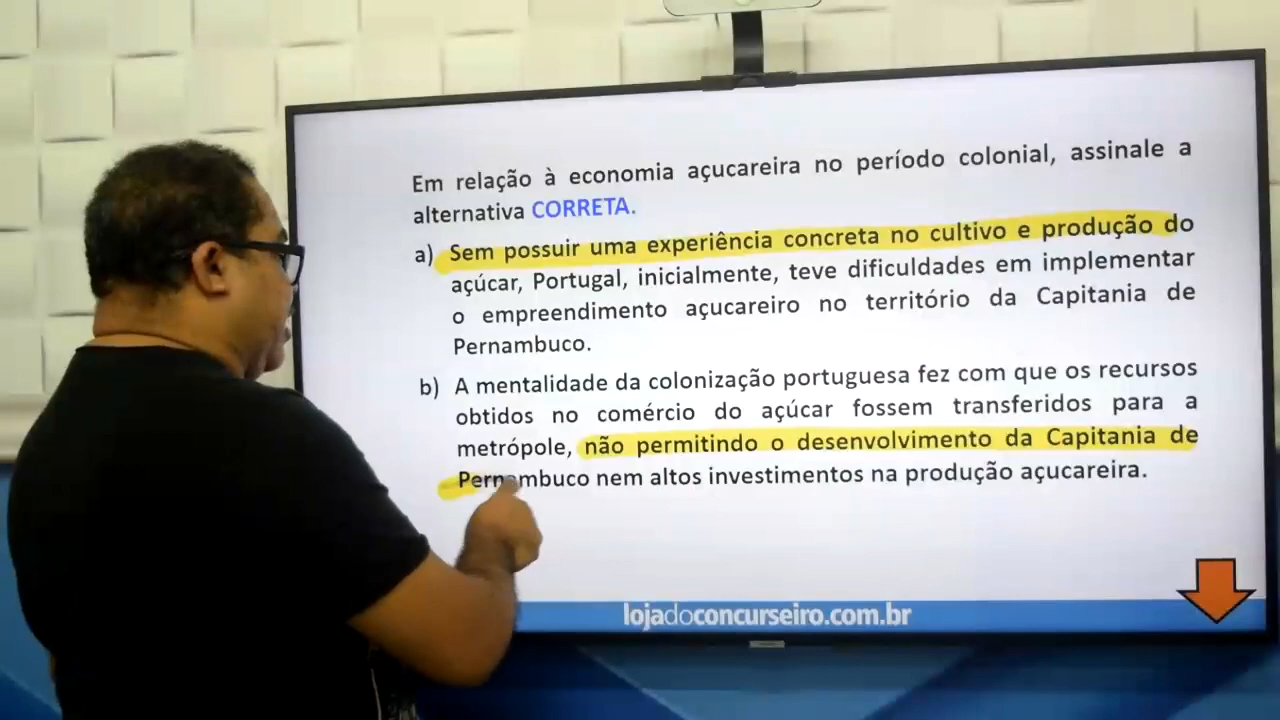 Em relação à economia açucareira no período colonial, assinale a
alternativa CORRETA.
a) Sem possuir uma experiência concreta no cultivo e produção do
açúcar, Portugal, inicialmente, teve dificuldades em implementar
o empreendimento açucareiro no território da Capitania de
Pernambuco.
b) A mentalidade da colonização portuguesa fez com que os recursos
obtidos no comércio do açúcar fossem transferidos para a
metrópole, não permitindo o desenvolvimento da Capitania de
Pernambuco nem altos investimentos na produção açucareira.
lojadoconcurseiro.com.br